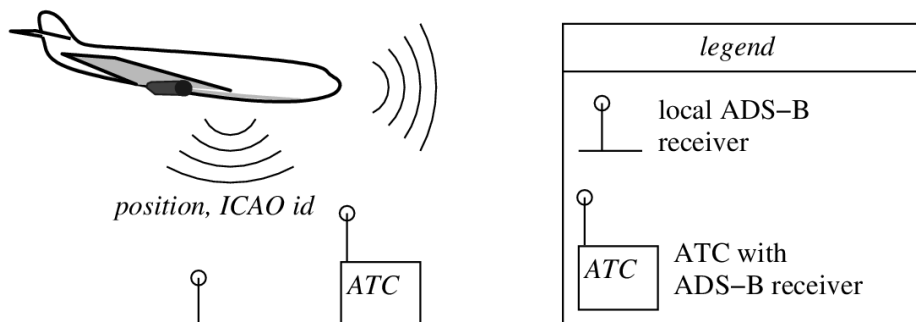 position, ICAO id
ATC
legend
local ADS−B
receiver
ATC
ATC with
ADS−B receiver